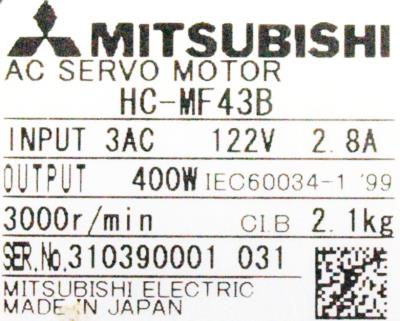 MITSUBISHI
AC SERVO MOTOR
HC-MF43B
INPUT 3AC 122V 2.8A
OUTPUT 400W IEC60034-1 '99
3000r/min CI.B 2.1kg
SER.No.310390001 031
MITSUBISHI ELECTRIC
MADE IN JAPAN